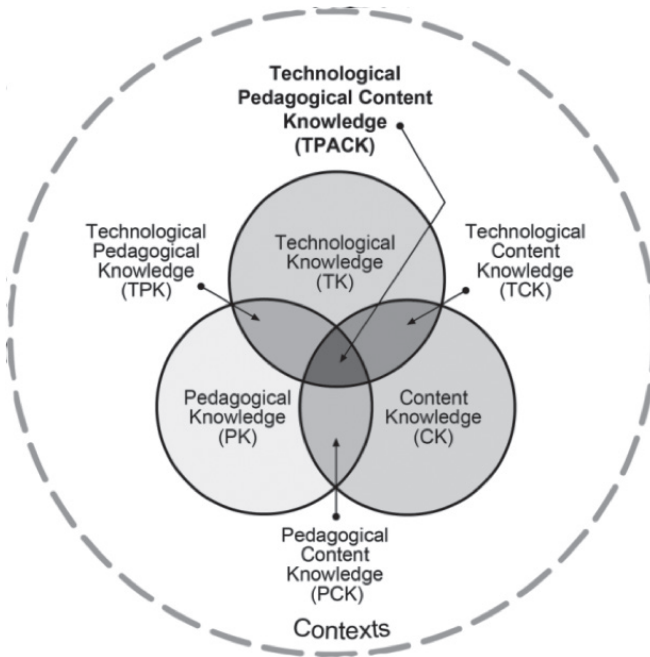 Technological
Pedagogical Content
Knowledge
(TPACK)
Technological
Pedagogical
Knowledge
(TPK)
Technological
Knowledge
(TK)
Technological
Content
Knowledge
(TCK)
Pedagogical
Knowledge
(PK)
Content
Knowledge
(CK)
Pedagogical
Content
Knowledge
(PCK)
Contexts